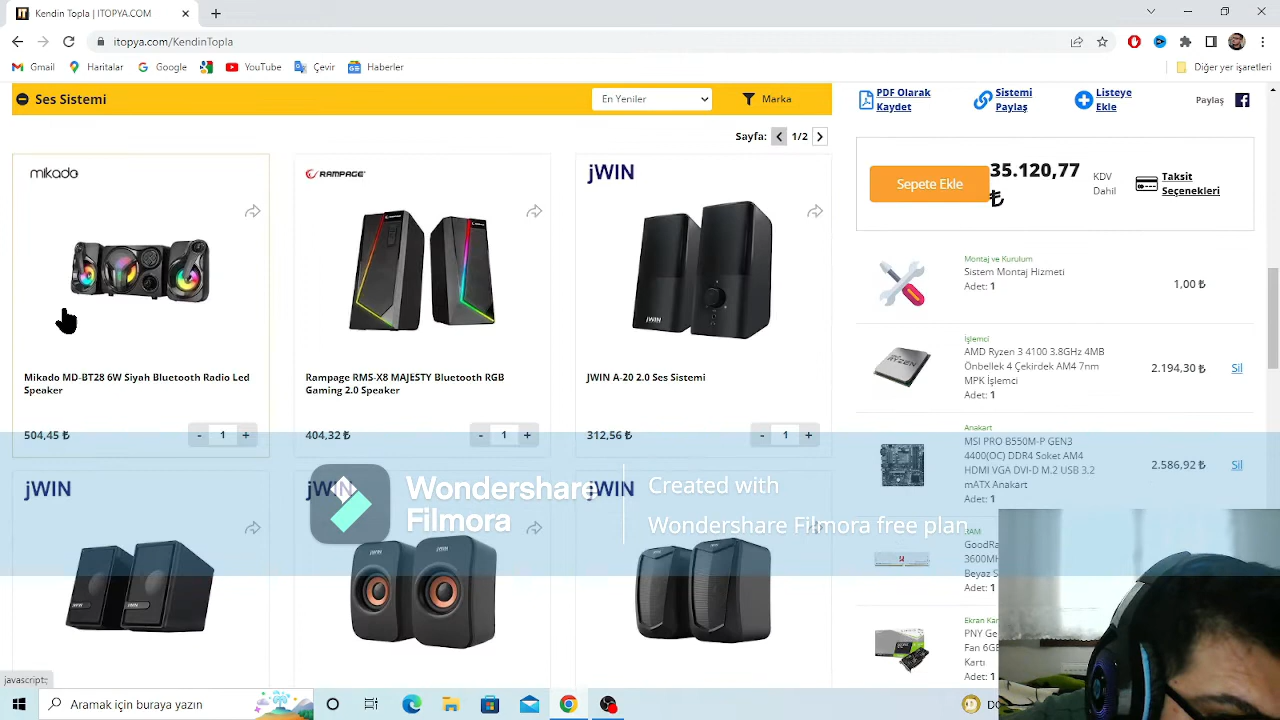 Kendin Topla | ITOPYA.COM
itopya.com/KendinTopla
Gmail
Haritalar
Google
YouTube
Çevir
Haberler
Diğer yer işaretleri
Ses Sistemi
En Yeniler
Marka
Sayfa: 1/2
mikado
Mikado MD-BT28 6W Siyah Bluetooth Radio Led
Speaker
504,45 ₺
- 1 +
RAMPAGE
Rampage RMS-X8 MAJESTY Bluetooth RGB
Gaming 2.0 Speaker
404,32 ₺
- 1 +
jWIN
JWIN A-20 2.0 Ses Sistemi
312,56 ₺
- 1 +
jWIN
jWIN
jWIN
Wondershare
Filmora
Created with
Wondershare Filmora free plan
PDF Olarak
Kaydet
Sistemi
Paylaş
Listeye
Ekle
Paylaş
Sepete Ekle
35.120,77
₺
KDV
Dahil
Taksit
Seçenekleri
Montaj ve Kurulum
Sistem Montaj Hizmeti
Adet: 1
1,00 ₺
İşlemci
AMD Ryzen 3 4100 3.8GHz 4MB
Önbellek 4 Çekirdek AM4 7nm
MPK İşlemci
Adet: 1
2.194,30 ₺
Sil
Anakart
MSI PRO B550M-P GEN3
4400(OC) DDR4 Soket AM4
HDMI VGA DVI-D M.2 USB 3.2
mATX Anakart
Adet: 1
2.586,92 ₺
Sil
RAM
GoodRa
3600MH
Beyaz S
Adet: 1
Ekran Kar
PNY Ge
Fan 6GB
Kartı
Adet: 1
javascript:;
Aramak için buraya yazın